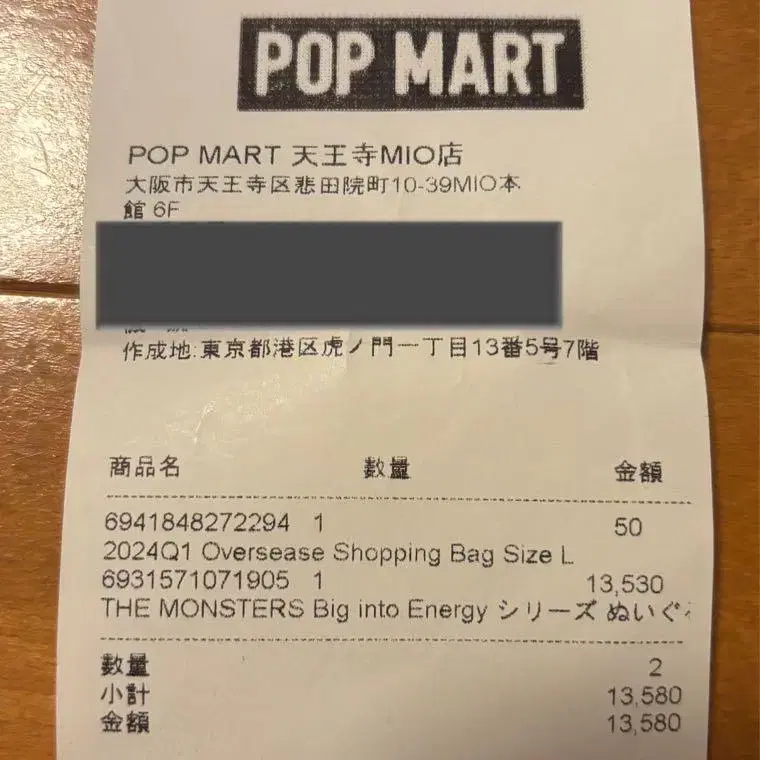 POP MART
POP MART 天王寺MIO店
大阪市天王寺区悲田院町10-39MIO本
館 6F
作成地:東京都港区虎ノ門一丁目13番5号7階
商品名 数量 金額
6941848272294 1 50
2024Q1 Oversease Shopping Bag Size L
6931571071905 1 13,530
THE MONSTERS Big into Energy シリーズ ぬいぐ
数量 2
小計 13,580
金額 13,580